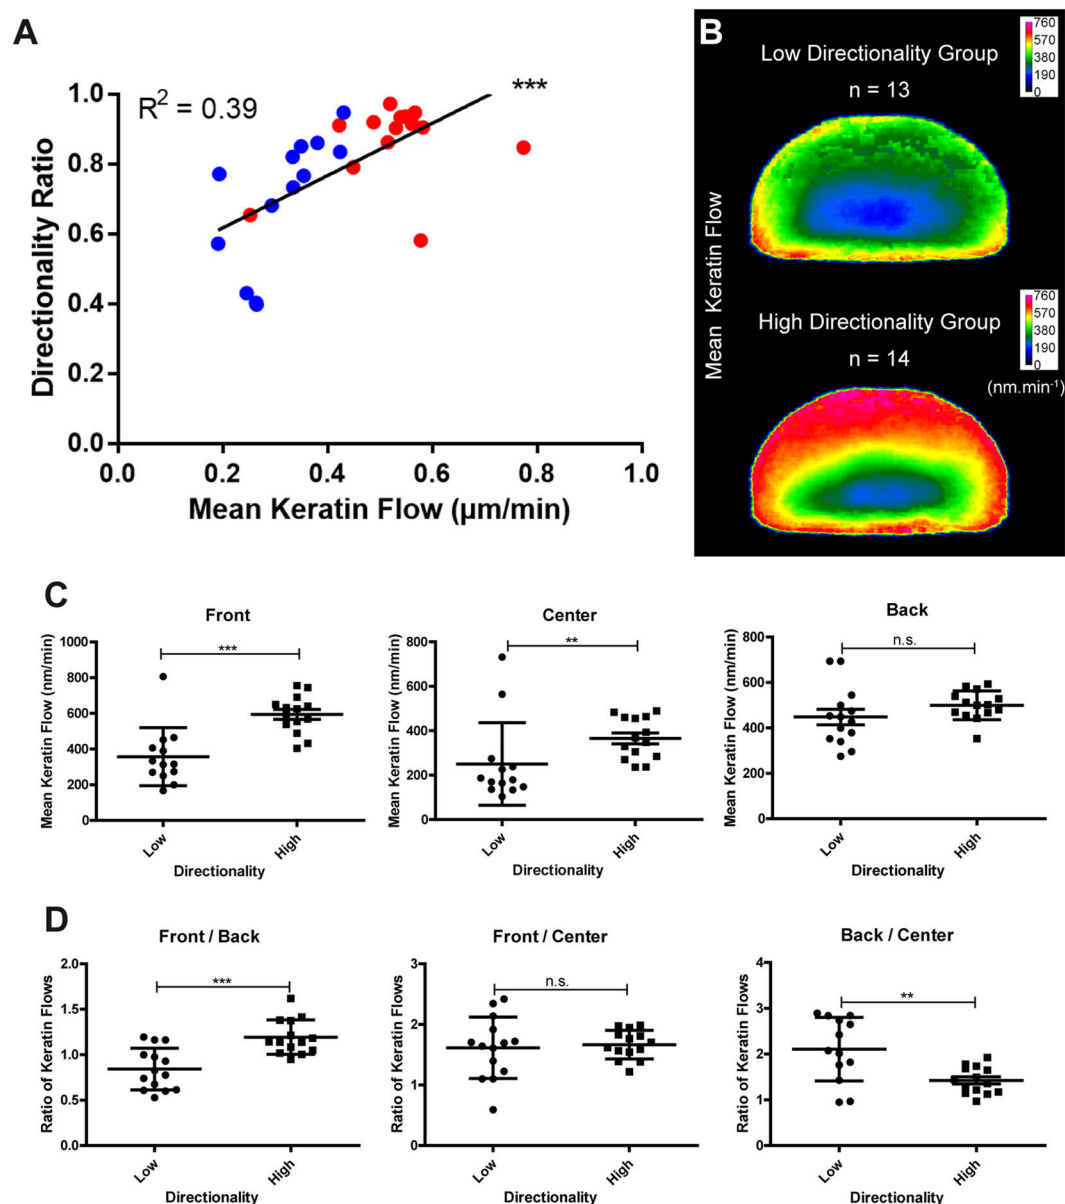 A
R² = 0.39
***
Directionality Ratio
1.0
0.8
0.6
0.4
0.2
0.0
0.0 0.2 0.4 0.6 0.8 1.0
Mean Keratin Flow (µm/min)
B
Mean Keratin Flow
Low Directionality Group
n = 13
760
570
380
190
0
High Directionality Group
n = 14
760
570
380
190
0
(nm.min⁻¹)
C
Front
Mean Keratin Flow (nm/min)
1000
800
600
400
200
0
***
Low High
Directionality
Center
Mean Keratin Flow (nm/min)
800
600
400
200
0
**
Low High
Directionality
Back
Mean Keratin Flow (nm/min)
800
600
400
200
0
n.s.
Low High
Directionality
D
Front / Back
Ratio of Keratin Flows
2.0
1.5
1.0
0.5
0.0
***
Low High
Directionality
Front / Center
Ratio of Keratin Flows
3
2
1
0
n.s.
Low High
Directionality
Back / Center
Ratio of Keratin Flows
4
3
2
1
0
**
Low High
Directionality